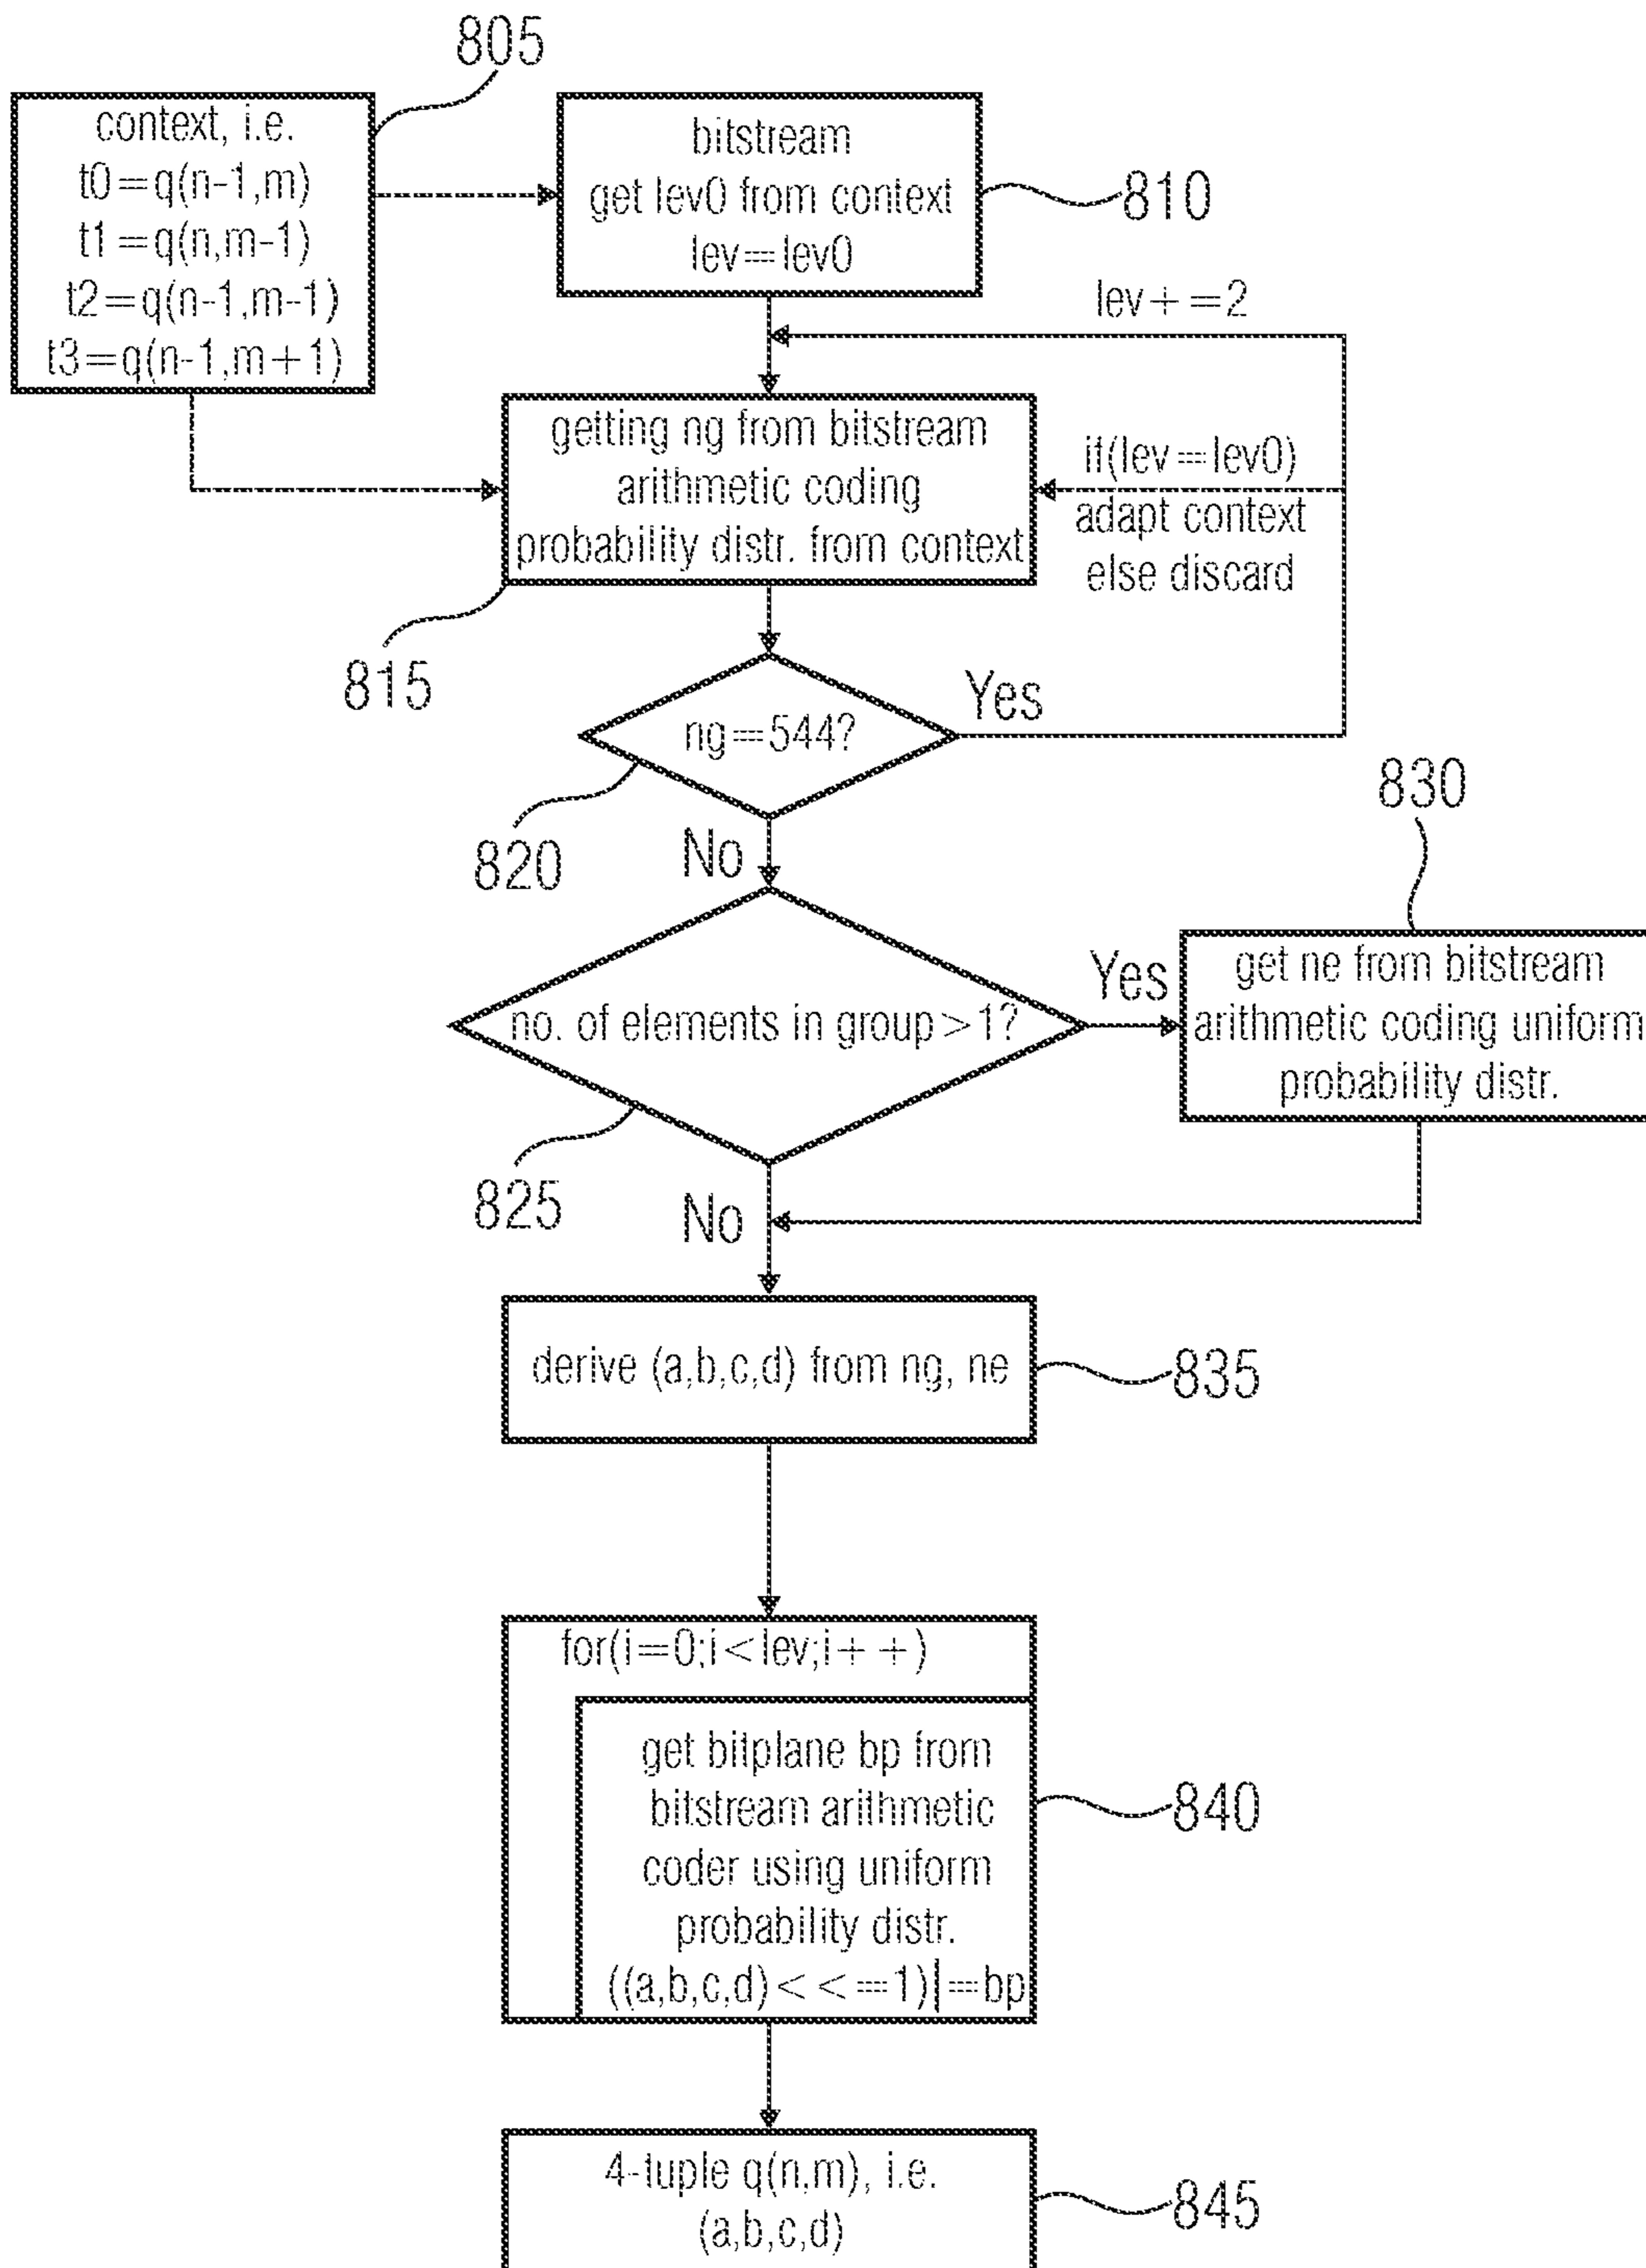 805
context, i.e.
t0=q(n-1,m)
t1=q(n,m-1)
t2=q(n-1,m-1)
t3=q(n-1,m+1)
bitstream
get lev0 from context
lev=lev0
810
lev+=2
getting ng from bitstream
arithmetic coding
probability distr. from context
if(lev==lev0)
adapt context
else discard
815
ng==544?
Yes
820
No
830
no. of elements in group>1?
Yes
get ne from bitstream
arithmetic coding uniform
probability distr.
825
No
derive (a,b,c,d) from ng, ne
835
for(i=0;i<lev;i++)
get bitplane bp from
bitstream arithmetic
coder using uniform
probability distr.
((a,b,c,d)<<=1)|=bp
840
4-tuple q(n,m), i.e.
(a,b,c,d)
845